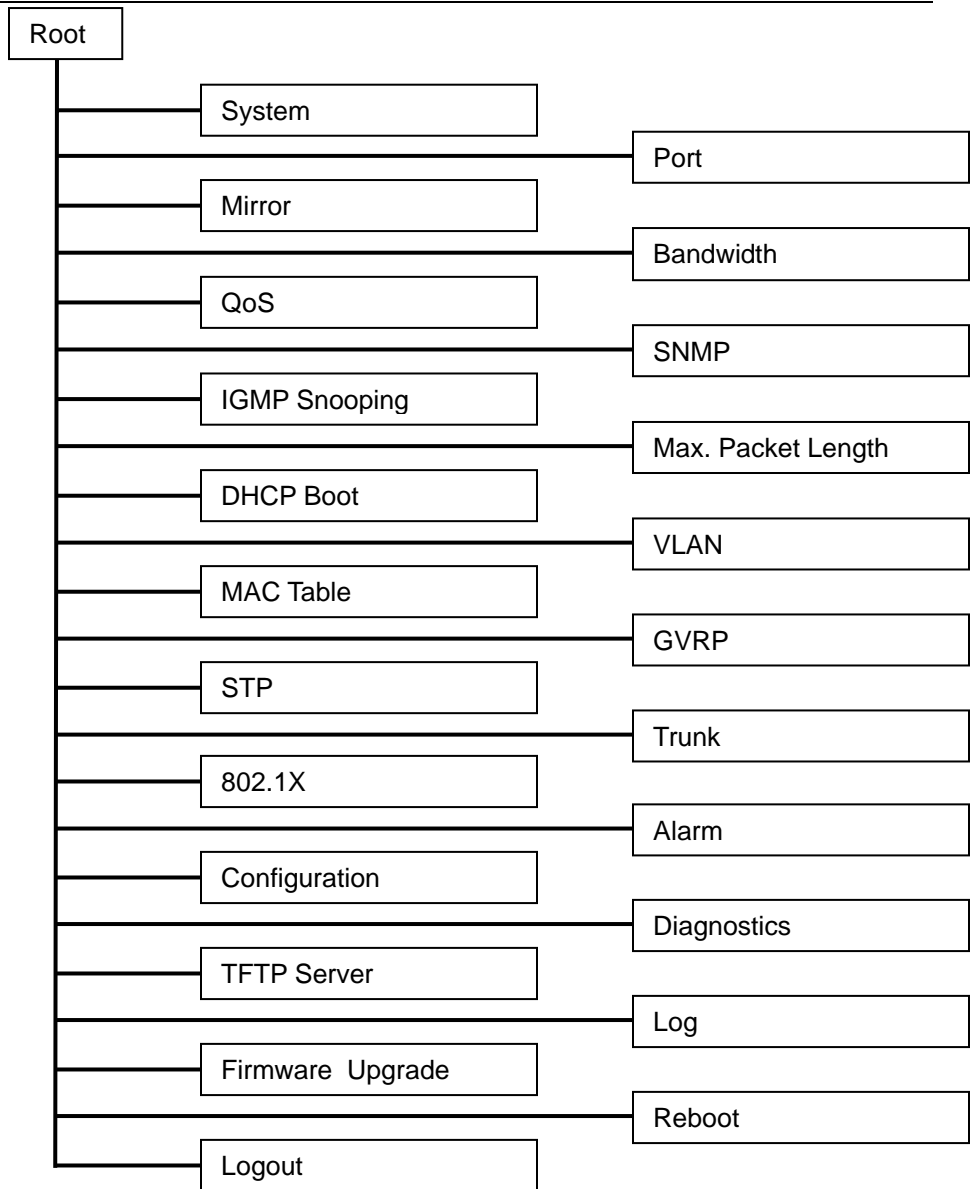 Root
System
Port
Mirror
Bandwidth
QoS
SNMP
IGMP Snooping
Max. Packet Length
DHCP Boot
VLAN
MAC Table
GVRP
STP
Trunk
802.1X
Alarm
Configuration
Diagnostics
TFTP Server
Log
Firmware Upgrade
Reboot
Logout